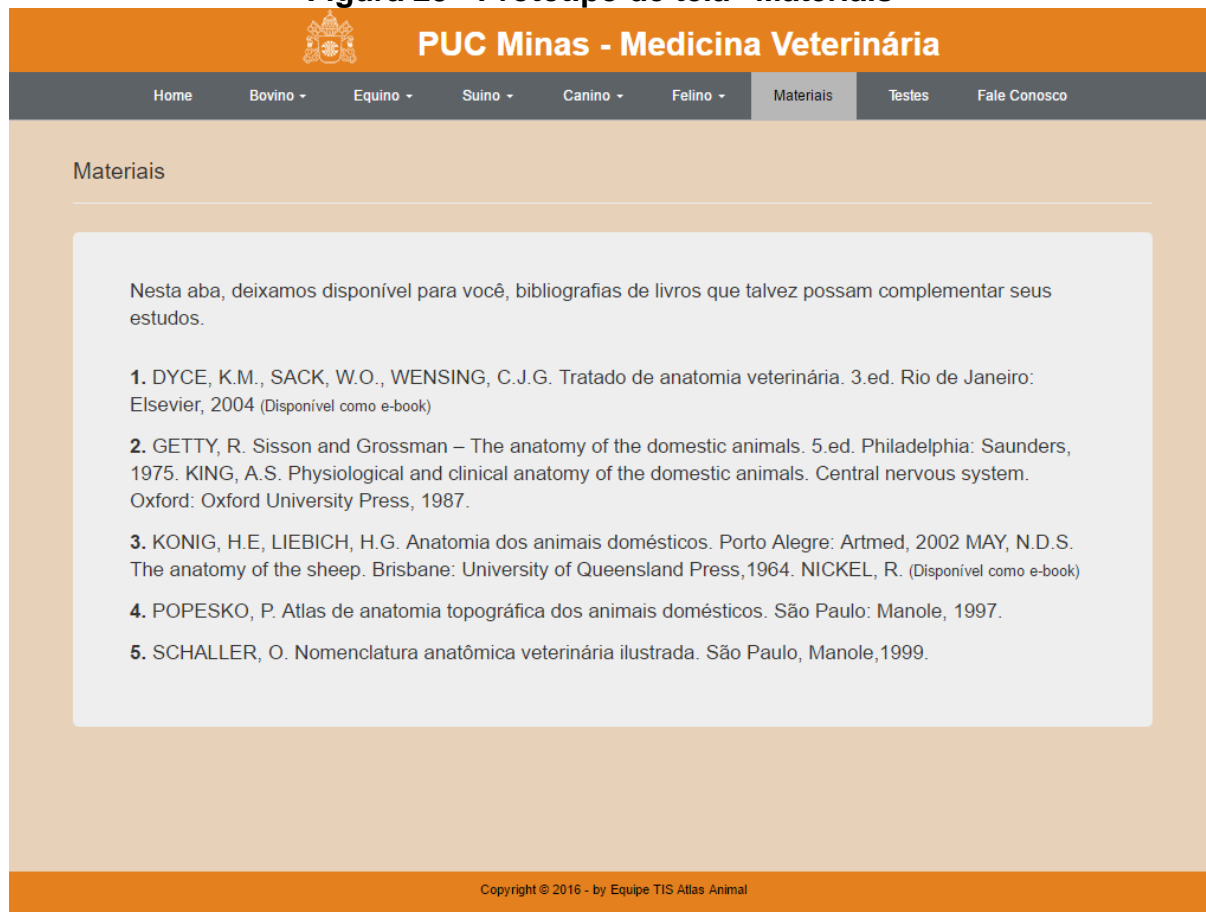 Figura 20 - Protótipo de tela - Materiais
PUC Minas - Medicina Veterinária
Home Bovino Equino Suino Canino Felino Materiais Testes Fale Conosco
Materiais
Nesta aba, deixamos disponível para você, bibliografias de livros que talvez possam complementar seus
estudos.
1. DYCE, K.M., SACK, W.O., WENSING, C.J.G. Tratado de anatomia veterinária. 3.ed. Rio de Janeiro:
Elsevier, 2004 (Disponível como e-book)
2. GETTY, R. Sisson and Grossman – The anatomy of the domestic animals. 5.ed. Philadelphia: Saunders,
1975. KING, A.S. Physiological and clinical anatomy of the domestic animals. Central nervous system.
Oxford: Oxford University Press, 1987.
3. KONIG, H.E, LIEBICH, H.G. Anatomia dos animais domésticos. Porto Alegre: Artmed, 2002 MAY, N.D.S.
The anatomy of the sheep. Brisbane: University of Queensland Press,1964. NICKEL, R. (Disponível como e-book)
4. POPESKO, P. Atlas de anatomia topográfica dos animais domésticos. São Paulo: Manole, 1997.
5. SCHALLER, O. Nomenclatura anatômica veterinária ilustrada. São Paulo, Manole,1999.
Copyright © 2016 - by Equipe TIS Atlas Animal